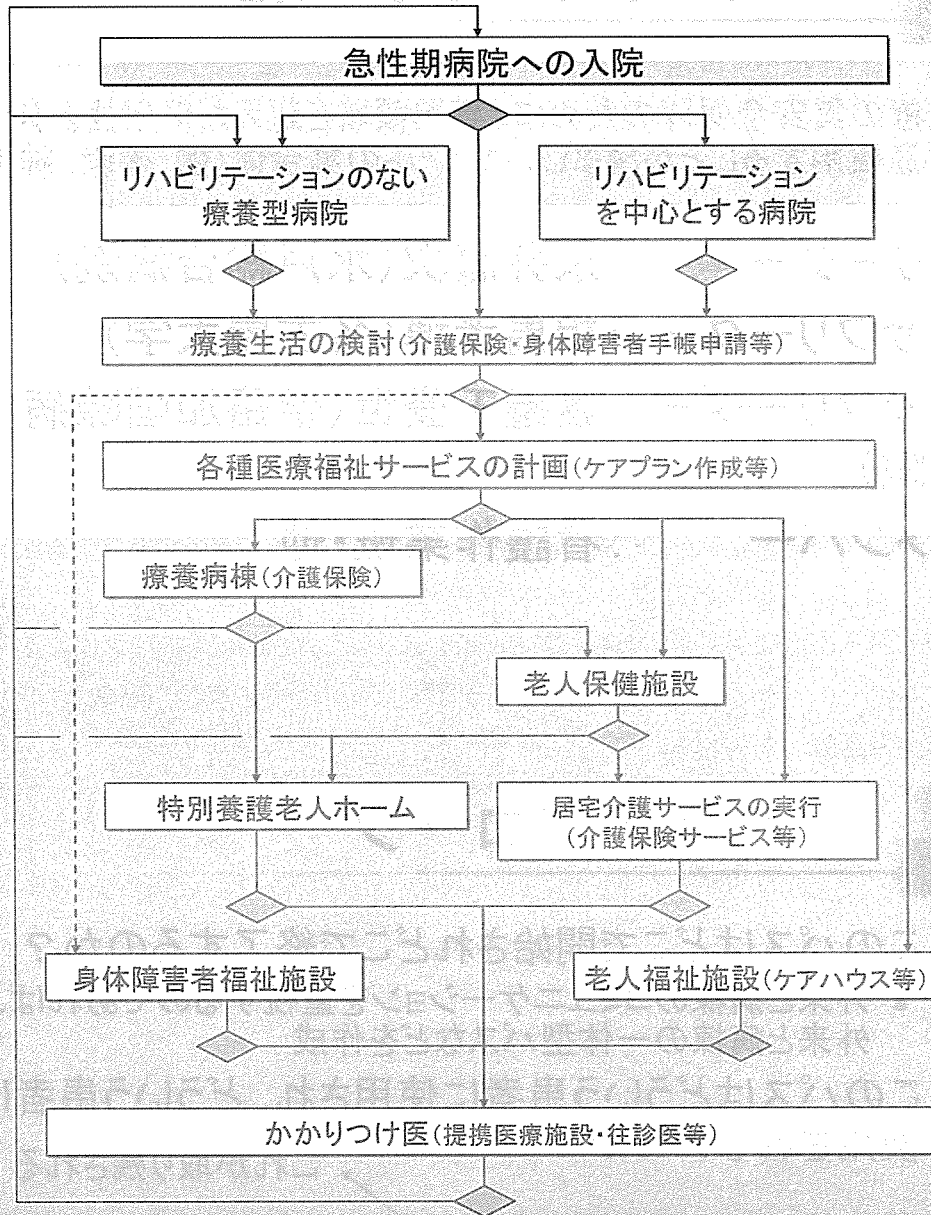 急性期病院への入院
リハビリテーションのない
療養型病院
リハビリテーション
を中心とする病院
療養生活の検討(介護保険・身体障害者手帳申請等)
各種医療福祉サービスの計画(ケアプラン作成等)
療養病棟(介護保険)
老人保健施設
特別養護老人ホーム
居宅介護サービスの実行
(介護保険サービス等)
身体障害者福祉施設
老人福祉施設(ケアハウス等)
かかりつけ医(提携医療施設・往診医等)